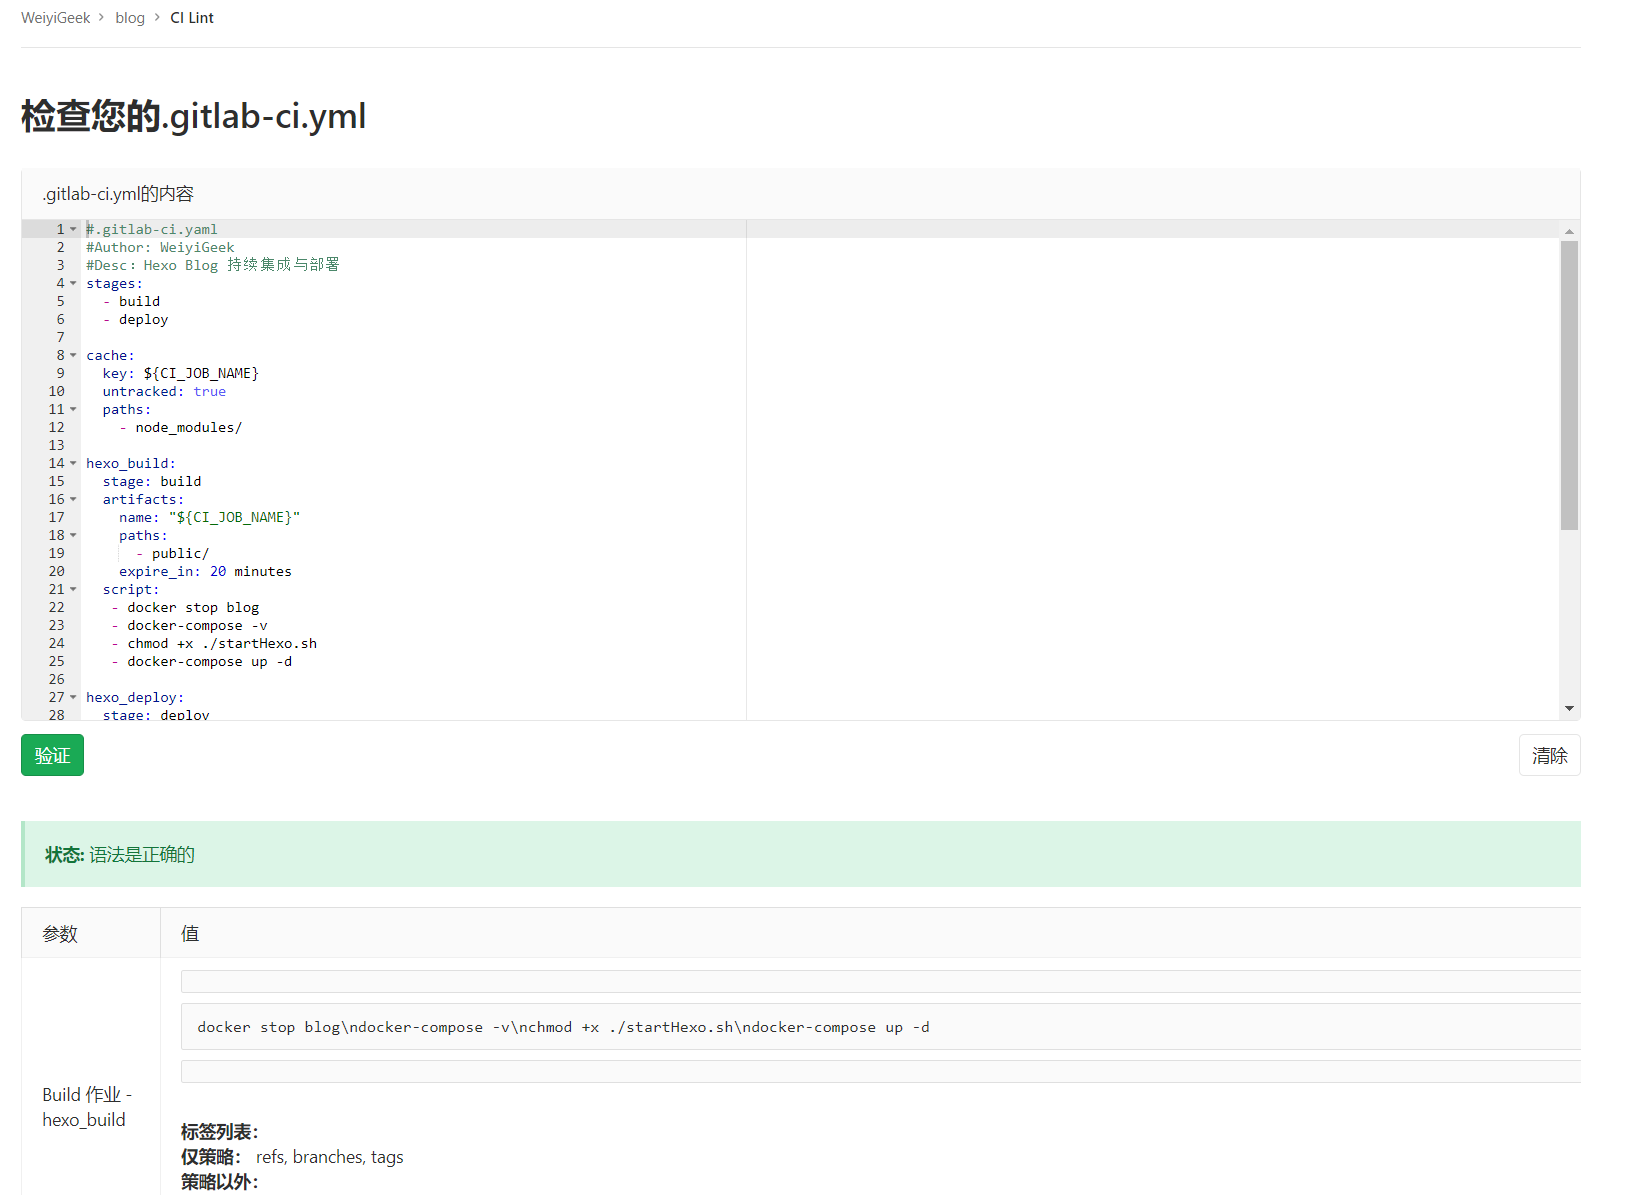 WeiyiGeek > blog > CI Lint
检查您的.gitlab-ci.yml
.gitlab-ci.yml的内容
1 #.gitlab-ci.yaml
2 #Author: WeiyiGeek
3 #Desc: Hexo Blog 持续集成与部署
4 stages:
5 - build
6 - deploy
7
8 cache:
9 key: ${CI_JOB_NAME}
10 untracked: true
11 paths:
12 - node_modules/
13
14 hexo_build:
15 stage: build
16 artifacts:
17 name: "${CI_JOB_NAME}"
18 paths:
19 - public/
20 expire_in: 20 minutes
21 script:
22 - docker stop blog
23 - docker-compose -v
24 - chmod +x ./startHexo.sh
25 - docker-compose up -d
26
27 hexo_deploy:
28 stage: deploy
验证 清除
状态: 语法是正确的
参数 值
docker stop blog\ndocker-compose -v\nchmod +x ./startHexo.sh\ndocker-compose up -d
Build 作业 -
hexo_build
标签列表:
仅策略: refs, branches, tags
策略以外: